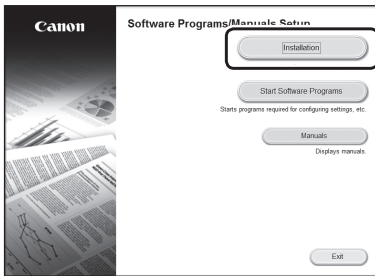 Canon
Software Programs/Manuals Setup
Installation
Start Software Programs
Starts programs required for configuring settings, etc.
Manuals
Displays manuals.
Exit